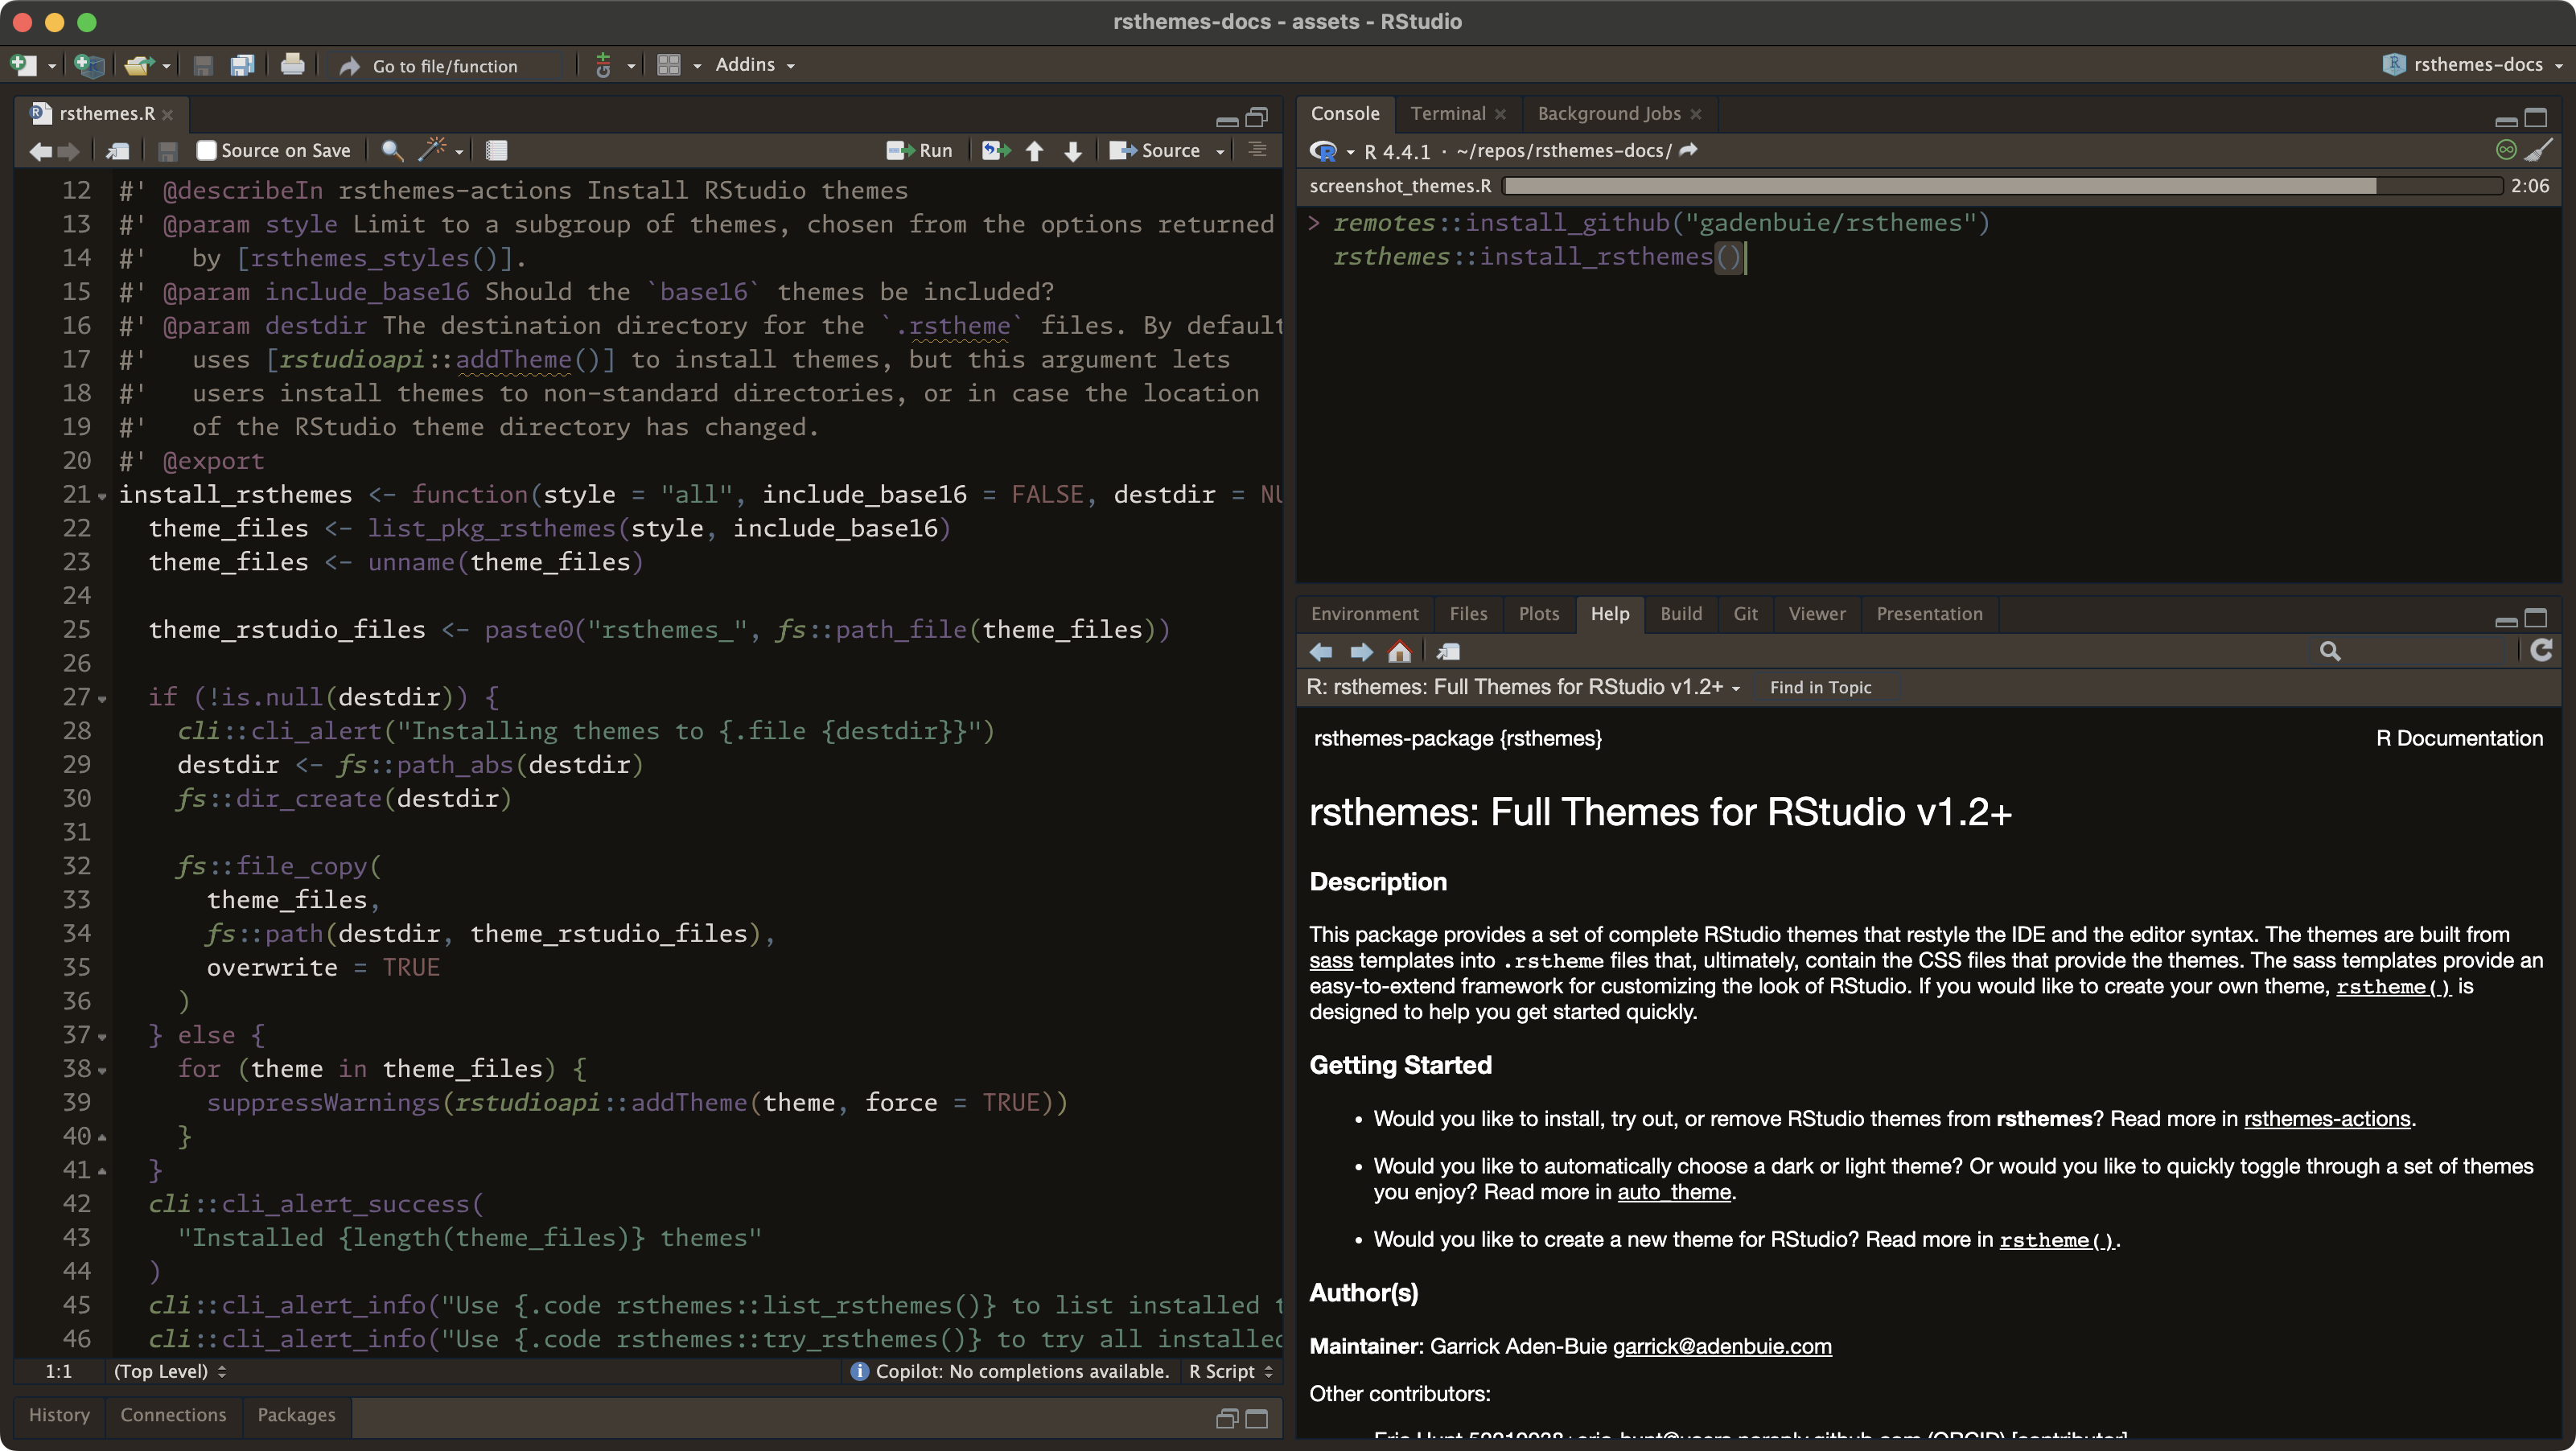 rsthemes-docs - assets - RStudio
Go to file/function
Addins
rsthemes-docs
rsthemes.R
Source on Save
Run
Source
12 #' @describeIn rsthemes-actions Install RStudio themes
13 #' @param style Limit to a subgroup of themes, chosen from the options returned
14 #'   by [rsthemes_styles()].
15 #' @param include_base16 Should the `base16` themes be included?
16 #' @param destdir The destination directory for the `.rstheme` files. By default
17 #'   uses [rstudioapi::addTheme()] to install themes, but this argument lets
18 #'   users install themes to non-standard directories, or in case the location
19 #'   of the RStudio theme directory has changed.
20 #' @export
21 install_rsthemes <- function(style = "all", include_base16 = FALSE, destdir = NU
22   theme_files <- list_pkg_rsthemes(style, include_base16)
23   theme_files <- unname(theme_files)
24
25   theme_rstudio_files <- paste0("rsthemes_", fs::path_file(theme_files))
26
27   if (!is.null(destdir)) {
28     cli::cli_alert("Installing themes to {.file {destdir}}")
29     destdir <- fs::path_abs(destdir)
30     fs::dir_create(destdir)
31
32     fs::file_copy(
33       theme_files,
34       fs::path(destdir, theme_rstudio_files),
35       overwrite = TRUE
36     )
37   } else {
38     for (theme in theme_files) {
39       suppressWarnings(rstudioapi::addTheme(theme, force = TRUE))
40     }
41   }
42   cli::cli_alert_success(
43     "Installed {length(theme_files)} themes"
44   )
45   cli::cli_alert_info("Use {.code rsthemes::list_rsthemes()} to list installed t
46   cli::cli_alert_info("Use {.code rsthemes::try_rsthemes()} to try all installed
1:1 (Top Level) Copilot: No completions available. R Script
History Connections Packages
Console Terminal Background Jobs
R 4.4.1 · ~/repos/rsthemes-docs/
screenshot_themes.R 2:06
> remotes::install_github("gadenbuie/rsthemes")
rsthemes::install_rsthemes()
Environment Files Plots Help Build Git Viewer Presentation
R: rsthemes: Full Themes for RStudio v1.2+ Find in Topic
rsthemes-package {rsthemes} R Documentation
rsthemes: Full Themes for RStudio v1.2+
Description
This package provides a set of complete RStudio themes that restyle the IDE and the editor syntax. The themes are built from
sass templates into .rstheme files that, ultimately, contain the CSS files that provide the themes. The sass templates provide an
easy-to-extend framework for customizing the look of RStudio. If you would like to create your own theme, rstheme() is
designed to help you get started quickly.
Getting Started
• Would you like to install, try out, or remove RStudio themes from rsthemes? Read more in rsthemes-actions.
• Would you like to automatically choose a dark or light theme? Or would you like to quickly toggle through a set of themes
you enjoy? Read more in auto_theme.
• Would you like to create a new theme for RStudio? Read more in rstheme().
Author(s)
Maintainer: Garrick Aden-Buie garrick@adenbuie.com
Other contributors: